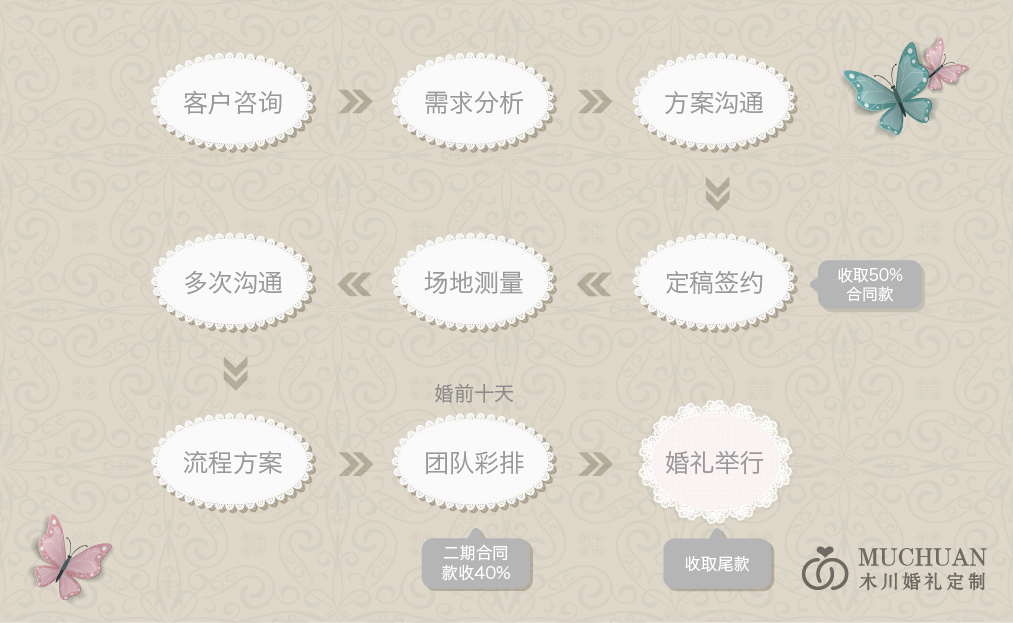 客户咨询
需求分析
方案沟通
定稿签约
收取50%
合同款
场地测量
多次沟通
流程方案
婚前十天
团队彩排
二期合同
款收40%
婚礼举行
收取尾款
MUCHUAN
木川婚礼定制